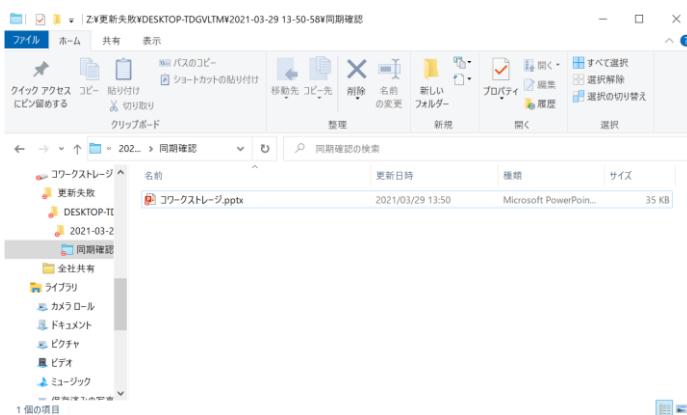 Z:¥更新失敗¥DESKTOP-TDGVLTM¥2021-03-29 13-50-58¥同期確認
ファイル ホーム 共有 表示
クイック アクセスにピン留めする
コピー
貼り付け
パスのコピー
ショートカットの貼り付け
切り取り
クリップボード
移動先
コピー先
削除
名前の変更
整理
新しいフォルダー
新規
プロパティ
開く
編集
履歴
開く
すべて選択
選択解除
選択の切り替え
選択
« 202... › 同期確認
同期確認の検索
コワークストレージ
更新失敗
DESKTOP-TD
2021-03-2
同期確認
全社共有
ライブラリ
カメラ ロール
ドキュメント
ピクチャ
ビデオ
ミュージック
名前 更新日時 種類 サイズ
コワークストレージ.pptx 2021/03/29 13:50 Microsoft PowerPoin... 35 KB
1 個の項目